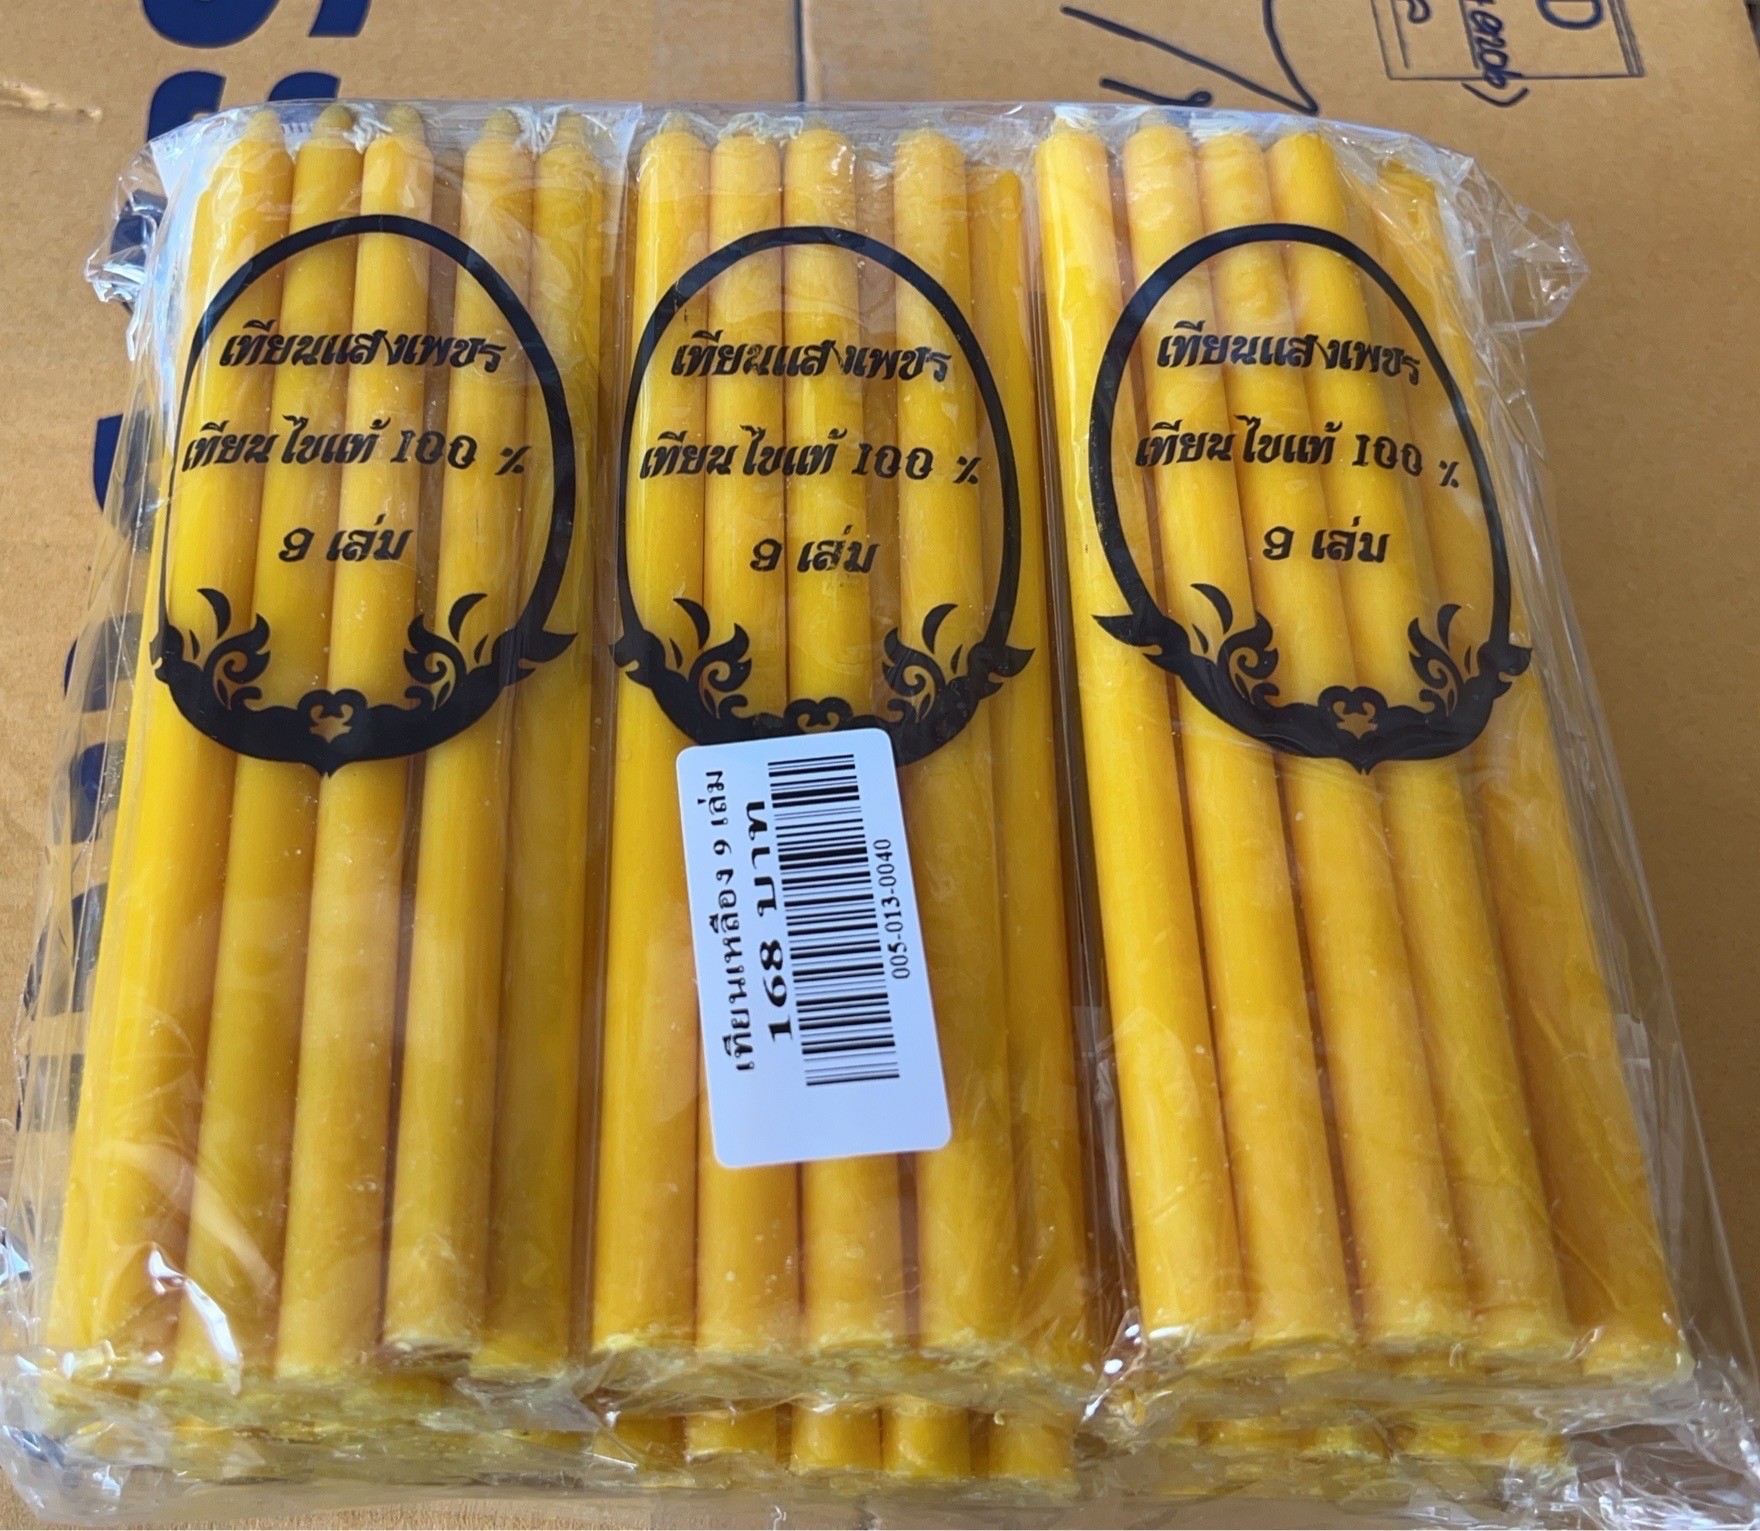 เทียนแสงเพชร
เทียนไขแท้ 100 %
9 เล่ม
เทียนแสงเพชร
เทียนไขแท้ 100 %
9 เล่ม
เทียนแสงเพชร
เทียนไขแท้ 100 %
9 เล่ม
เทียนเหลือง 9 เล่ม
168 บาท
005-013-0040